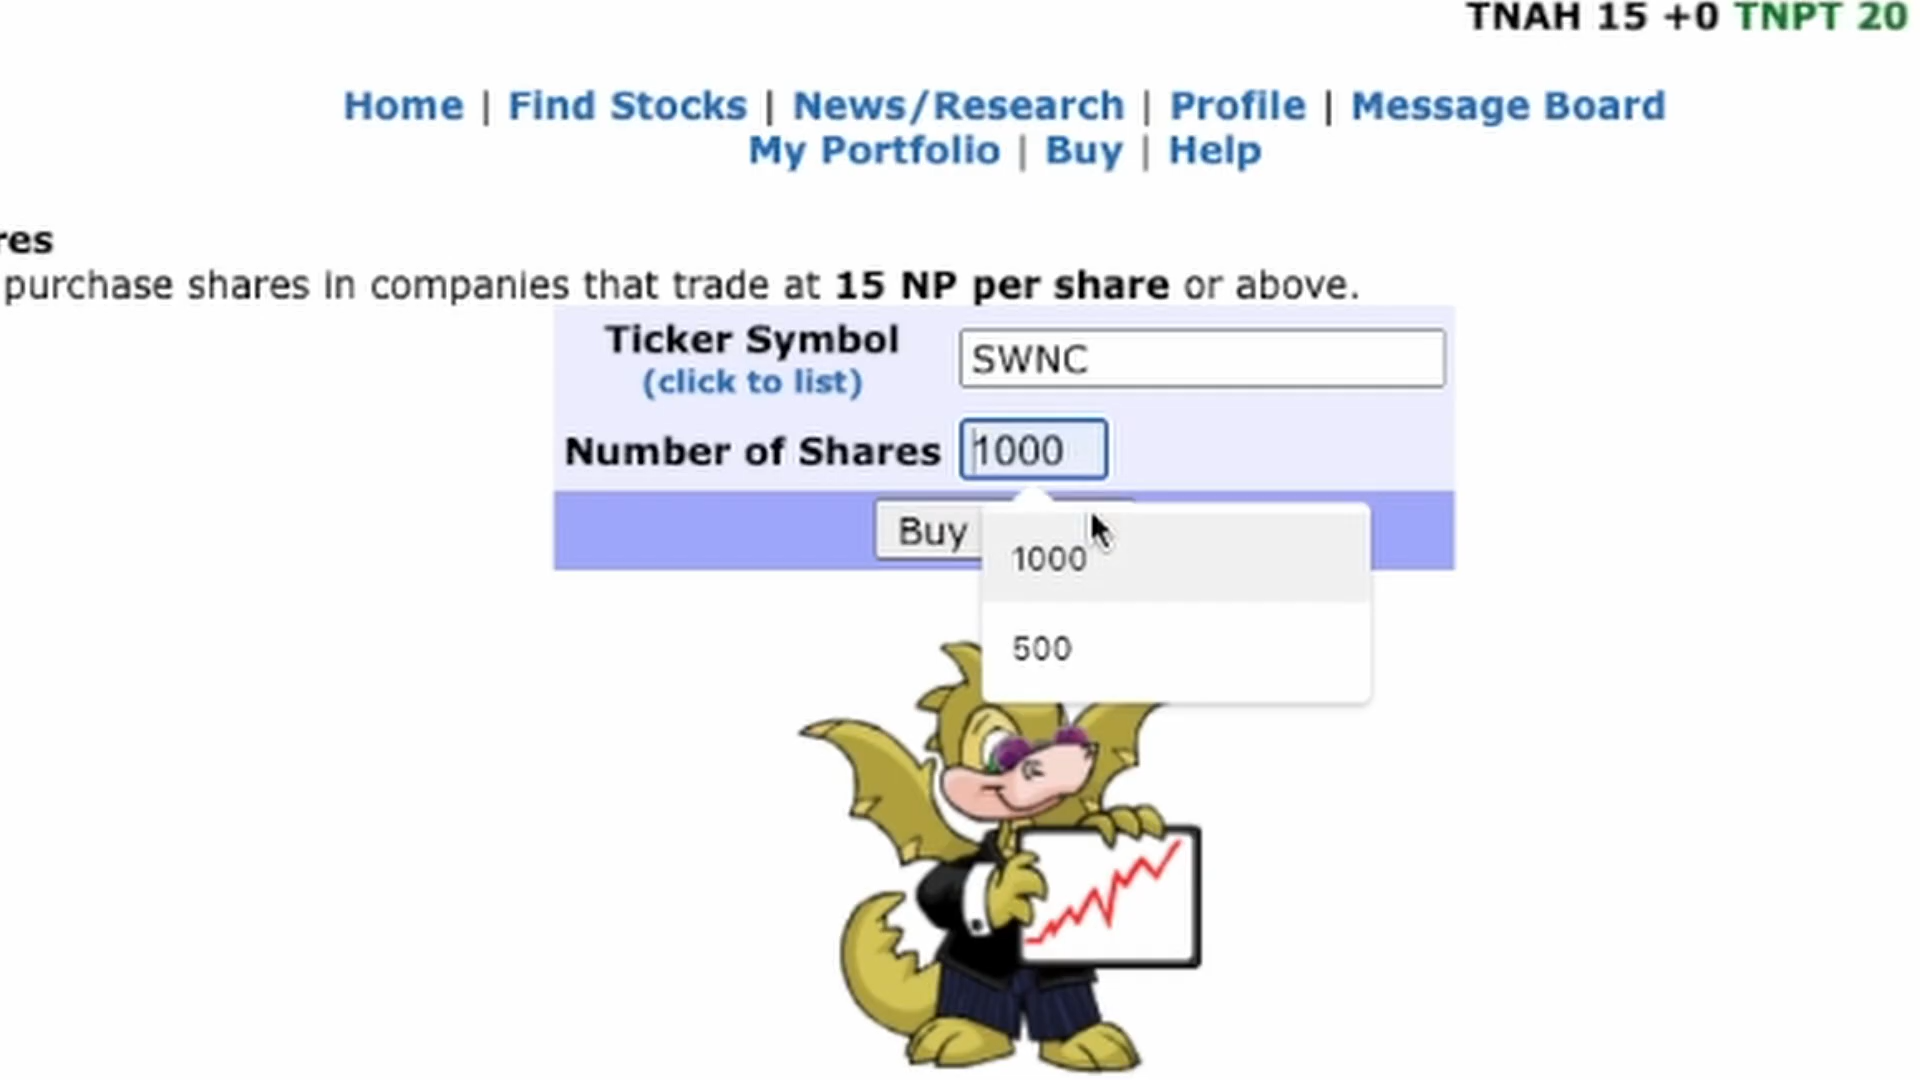 TNAH 15 +0 TNPT 20
Home | Find Stocks | News/Research | Profile | Message Board
My Portfolio | Buy | Help
res
purchase shares in companies that trade at 15 NP per share or above.
Ticker Symbol
(click to list)
SWNC
Number of Shares
1000
Buy
1000
500